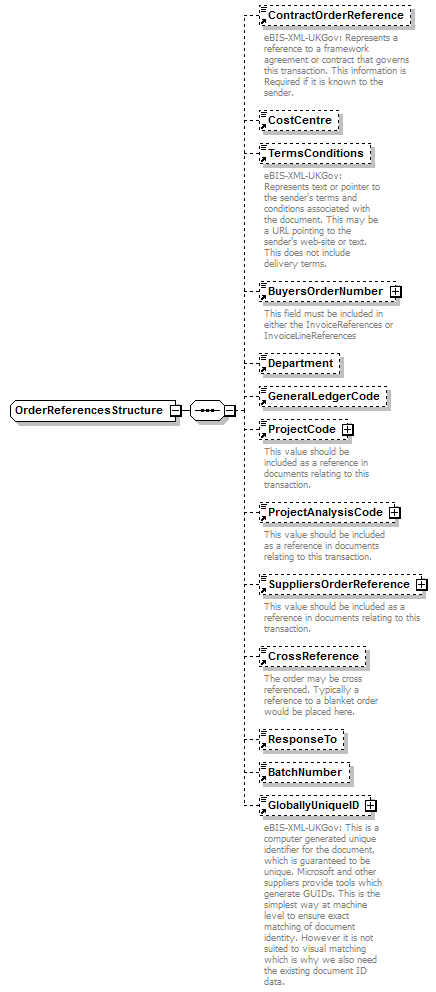 ContractOrderReference
eBIS-XML-UKGov: Represents a
reference to a framework
agreement or contract that governs
this transaction. This information is
Required if it is known to the
sender.
CostCentre
TermsConditions
eBIS-XML-UKGov:
Represents text or pointer to
the sender's terms and
conditions associated with
the document. This may be
a URL pointing to the
sender's web-site or text.
This does not include
delivery terms.
BuyersOrderNumber
This field must be included in
either the InvoiceReferences or
InvoiceLineReferences
Department
GeneralLedgerCode
OrderReferencesStructure
ProjectCode
This value should be
included as a reference in
documents relating to this
transaction.
ProjectAnalysisCode
This value should be included
as a reference in documents
relating to this transaction.
SuppliersOrderReference
This value should be included as a
reference in documents relating to this
transaction.
CrossReference
The order may be cross
referenced. Typically a
reference to a blanket order
would be placed here.
ResponseTo
BatchNumber
GloballyUniqueID
eBIS-XML-UKGov: This is a
computer generated unique
identifier for the document,
which is guaranteed to be
unique. Microsoft and other
suppliers provide tools which
generate GUIDs. This is the
simplest way at machine
level to ensure exact
matching of document
identity. However it is not
suited to visual matching
which is why we also need
the existing document ID
data.